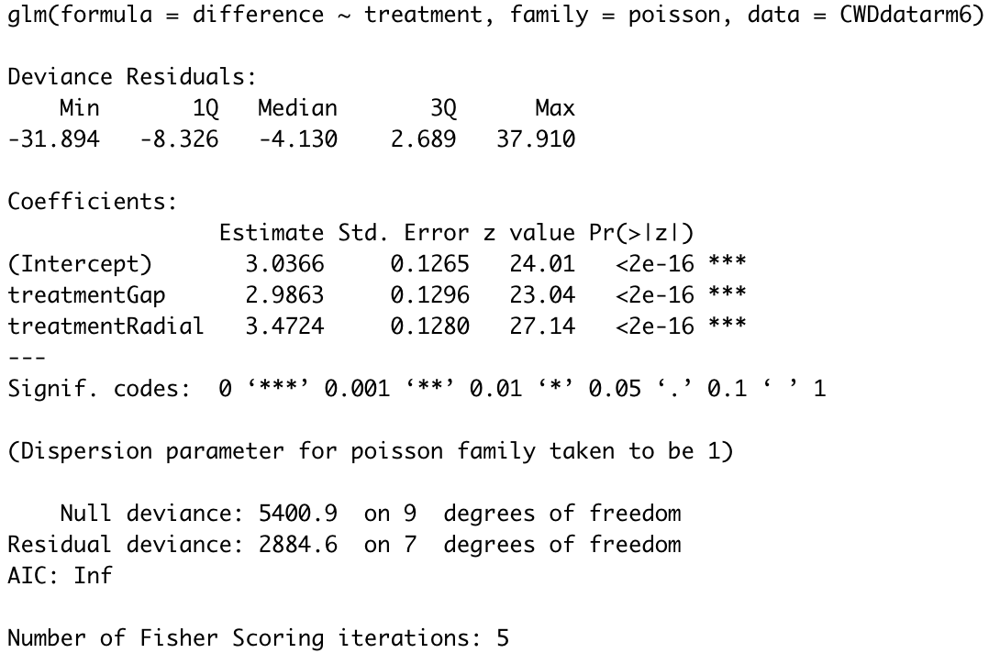 glm(formula = difference ~ treatment, family = poisson, data = CWDdatarm6)
Deviance Residuals:
Min 1Q Median 3Q Max
-31.894 -8.326 -4.130 2.689 37.910
Coefficients:
Estimate Std. Error z value Pr(>|z|)
(Intercept) 3.0366 0.1265 24.01 <2e-16 ***
treatmentGap 2.9863 0.1296 23.04 <2e-16 ***
treatmentRadial 3.4724 0.1280 27.14 <2e-16 ***
---
Signif. codes: 0 ‘***’ 0.001 ‘**’ 0.01 ‘*’ 0.05 ‘.’ 0.1 ‘ ’ 1
(Dispersion parameter for poisson family taken to be 1)
Null deviance: 5400.9 on 9 degrees of freedom
Residual deviance: 2884.6 on 7 degrees of freedom
AIC: Inf
Number of Fisher Scoring iterations: 5